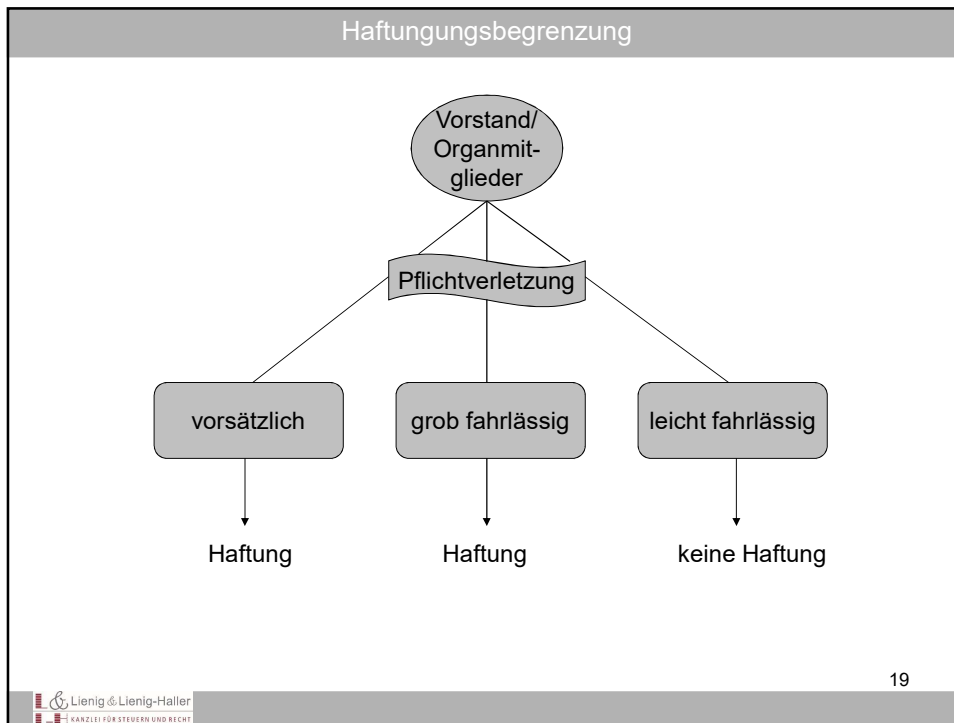 Haftungungsbegrenzung
Vorstand/
Organmit-
glieder
Pflichtverletzung
vorsätzlich
grob fahrlässig
leicht fahrlässig
Haftung
Haftung
keine Haftung
19
L& Lienig & Lienig-Haller
LH KANZLEI FÜR STEUERN UND RECHT